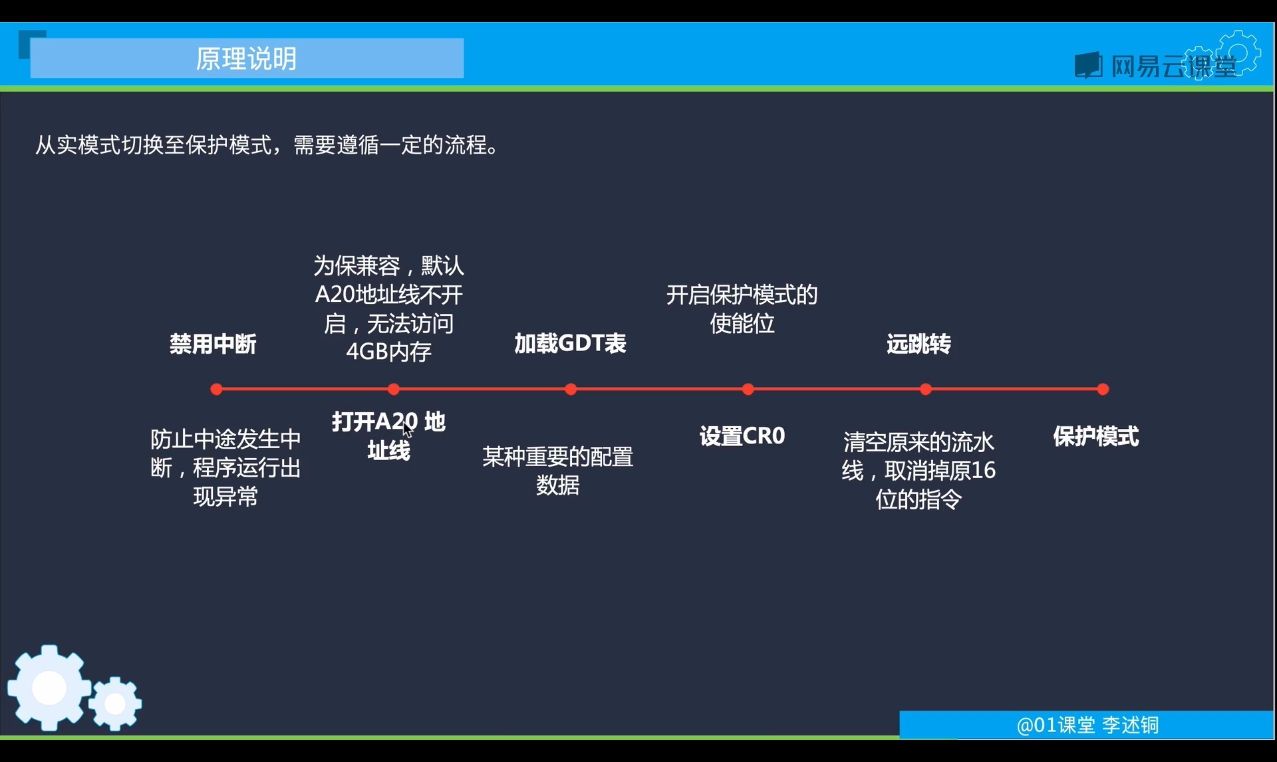 原理说明
网易云课堂
从实模式切换至保护模式，需要遵循一定的流程。
禁用中断
防止中途发生中
断，程序运行出
现异常
为保兼容，默认
A20地址线不开
启，无法访问
4GB内存
打开A20 地
址线
加载GDT表
某种重要的配置
数据
开启保护模式的
使能位
设置CR0
远跳转
清空原来的流水
线，取消掉原16
位的指令
保护模式
@01课堂 李述铜